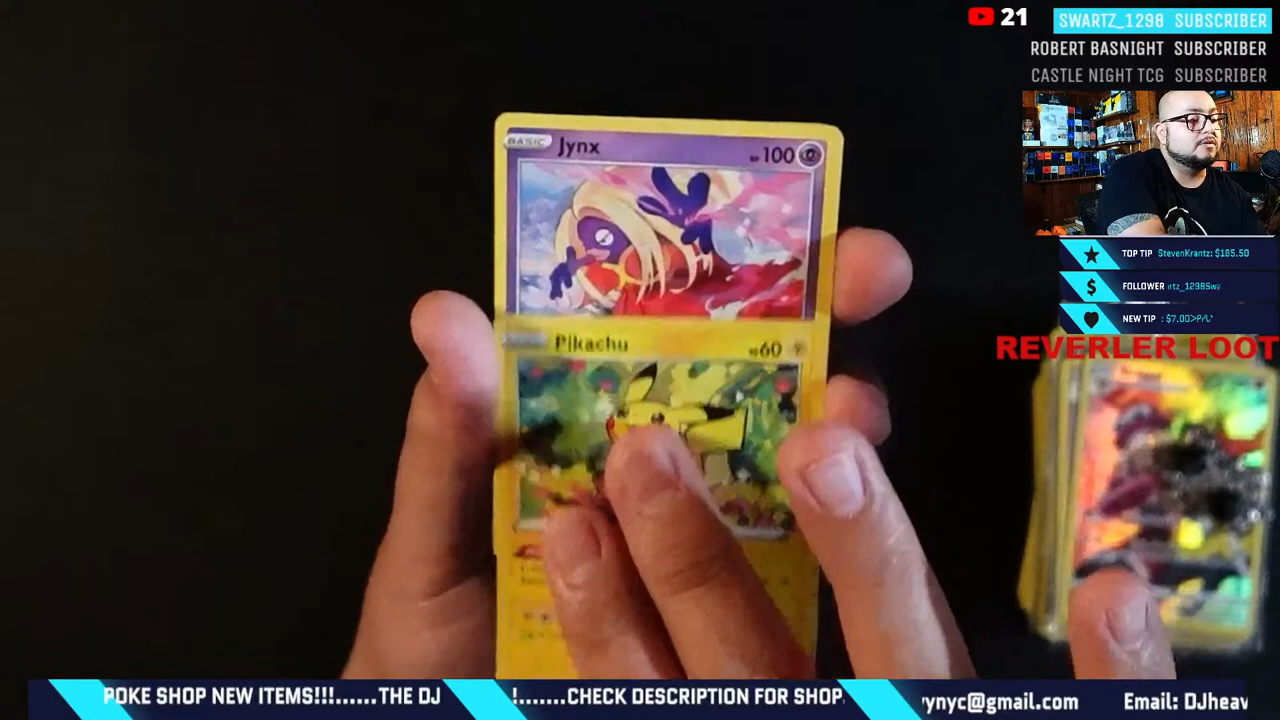 21
SWARTZ_1298 SUBSCRIBER
ROBERT BASNIGHT SUBSCRIBER
CASTLE NIGHT TCG SUBSCRIBER
BASIC Jynx 100
TOP TIP StevenKrantz: $185.50
FOLLOWER rtz_1298Swa
NEW TIP : $7.00
REVERLER LOOT
Pikachu 60
POKE SHOP NEW ITEMS!!!......THE DJ !.......CHECK DESCRIPTION FOR SHOP. vynyc@gmail.com Email: DJheav